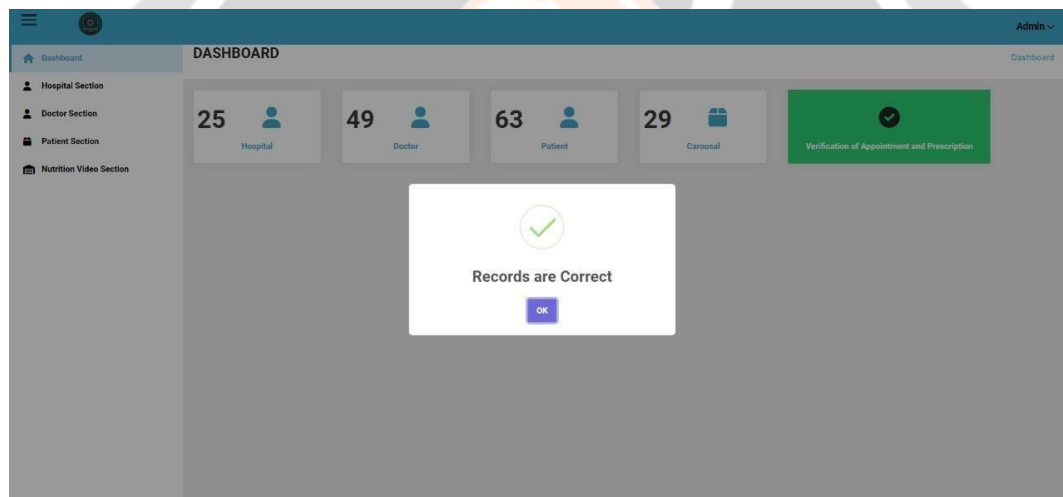 Admin
Dashboard
DASHBOARD
Dashboard
Hospital Section
Doctor Section
Patient Section
Nutrition Video Section
25
Hospital
49
Doctor
63
Patient
29
Carousal
Verification of Appointment and Prescription
Records are Correct
OK